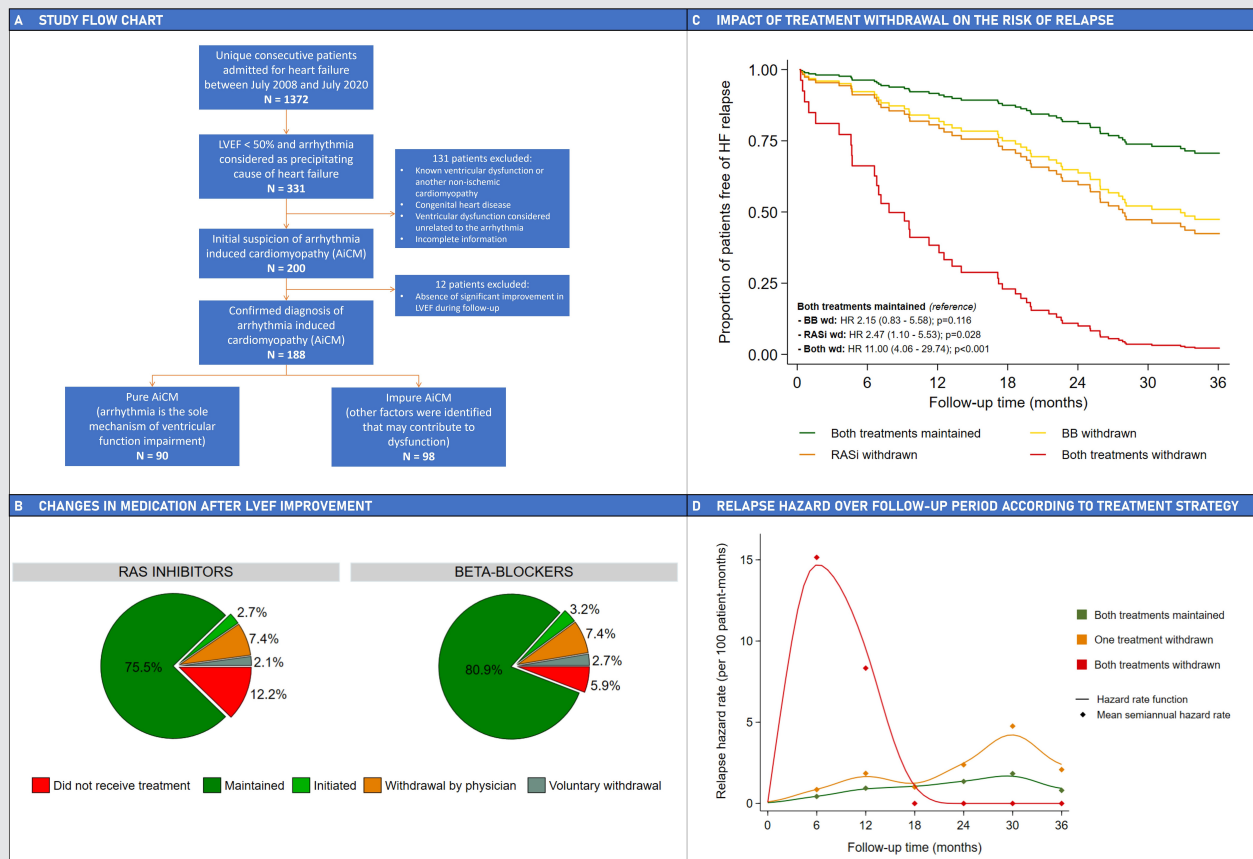 A STUDY FLOW CHART
Unique consecutive patients
admitted for heart failure
between July 2008 and July 2020
N = 1372
LVEF < 50% and arrhythmia
considered as precipitating
cause of heart failure
N = 331
131 patients excluded:
• Known ventricular dysfunction or
another non-ischemic
cardiomyopathy
• Congenital heart disease
• Ventricular dysfunction considered
unrelated to the arrhythmia
• Incomplete information
Initial suspicion of arrhythmia
induced cardiomyopathy (AiCM)
N = 200
12 patients excluded:
• Absence of significant improvement in
LVEF during follow-up
Confirmed diagnosis of
arrhythmia induced
cardiomyopathy (AiCM)
N = 188
Pure AiCM
(arrhythmia is the sole
mechanism of ventricular
function impairment)
N = 90
Impure AiCM
(other factors were identified
that may contribute to
dysfunction)
N = 98
C IMPACT OF TREATMENT WITHDRAWAL ON THE RISK OF RELAPSE
Proportion of patients free of HF relapse
1.00
0.75
0.50
0.25
0.00
Both treatments maintained (reference)
- BB wd: HR 2.15 (0.83 - 5.58); p=0.116
- RASi wd: HR 2.47 (1.10 - 5.53); p=0.028
- Both wd: HR 11.00 (4.06 - 29.74); p<0.001
0 6 12 18 24 30 36
Follow-up time (months)
Both treatments maintained
BB withdrawn
RASi withdrawn
Both treatments withdrawn
B CHANGES IN MEDICATION AFTER LVEF IMPROVEMENT
RAS INHIBITORS
75.5%
2.7%
7.4%
2.1%
12.2%
BETA-BLOCKERS
80.9%
3.2%
7.4%
2.7%
5.9%
Did not receive treatment Maintained Initiated Withdrawal by physician Voluntary withdrawal
D RELAPSE HAZARD OVER FOLLOW-UP PERIOD ACCORDING TO TREATMENT STRATEGY
Relapse hazard rate (per 100 patient-months)
15
10
5
0
0 6 12 18 24 30 36
Follow-up time (months)
Both treatments maintained
One treatment withdrawn
Both treatments withdrawn
Hazard rate function
Mean semiannual hazard rate